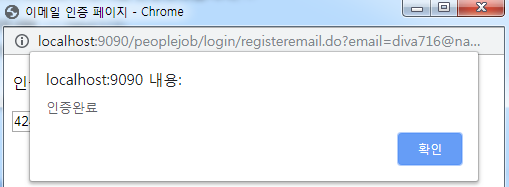 이메일 인증 페이지 - Chrome
localhost:9090/peoplejob/login/registeremail.do?email=diva716@na...
localhost:9090 내용:
인증완료
확인